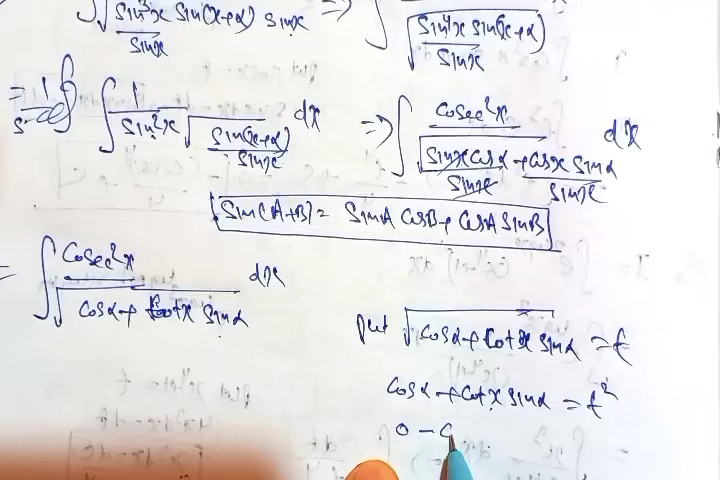 ∫ √(sin³x sin(x+α) sinx / sinx) => ∫ √(sin⁴x sin(x+α) / sinx)
= ∫ 1 / (sin²x √(sin(x+α) / sinx)) dx => ∫ cosec²x / √((sinx cosα + cosx sinα) / sinx sinx) dx
sin(A+B) = sinA cosB + cosA sinB
= ∫ cosec²x / √(cosα + cotx sinα) dx
put √(cosα + cotx sinα) = t
cosα + cotx sinα = t²
0 - c